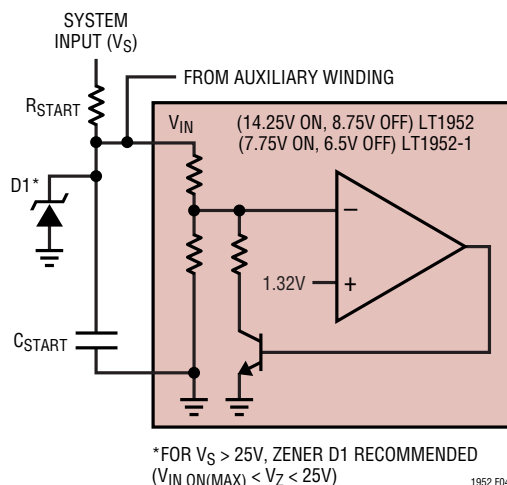 SYSTEM
INPUT (VS)
FROM AUXILIARY WINDING
RSTART
VIN
(14.25V ON, 8.75V OFF) LT1952
(7.75V ON, 6.5V OFF) LT1952-1
D1*
–
1.32V
+
CSTART
*FOR VS > 25V, ZENER D1 RECOMMENDED
(VIN ON(MAX) < VZ < 25V)
1952 F04